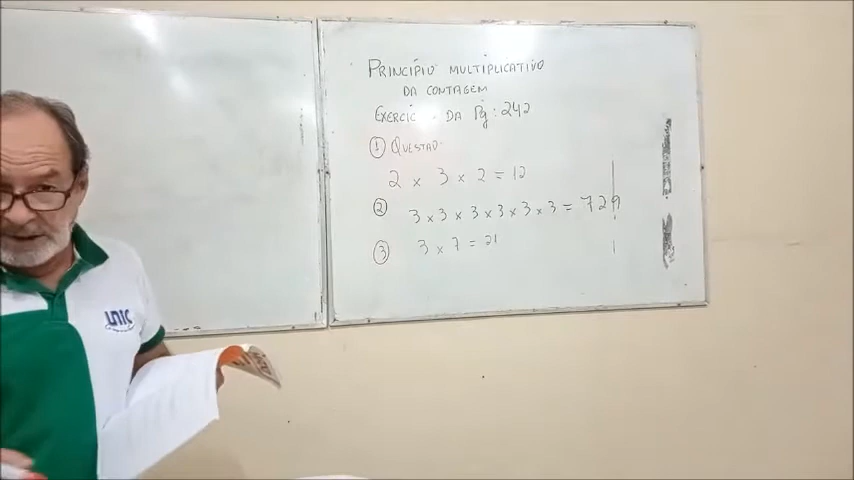 PRINCÍPIO MULTIPLICATIVO
DA CONTAGEM
EXERCÍC DA Pg: 242
① QUESTÃO
2 x 3 x 2 = 12
② 3 x 3 x 3 x 3 x 3 x 3 = 729
③ 3 x 7 = 21
UNIC